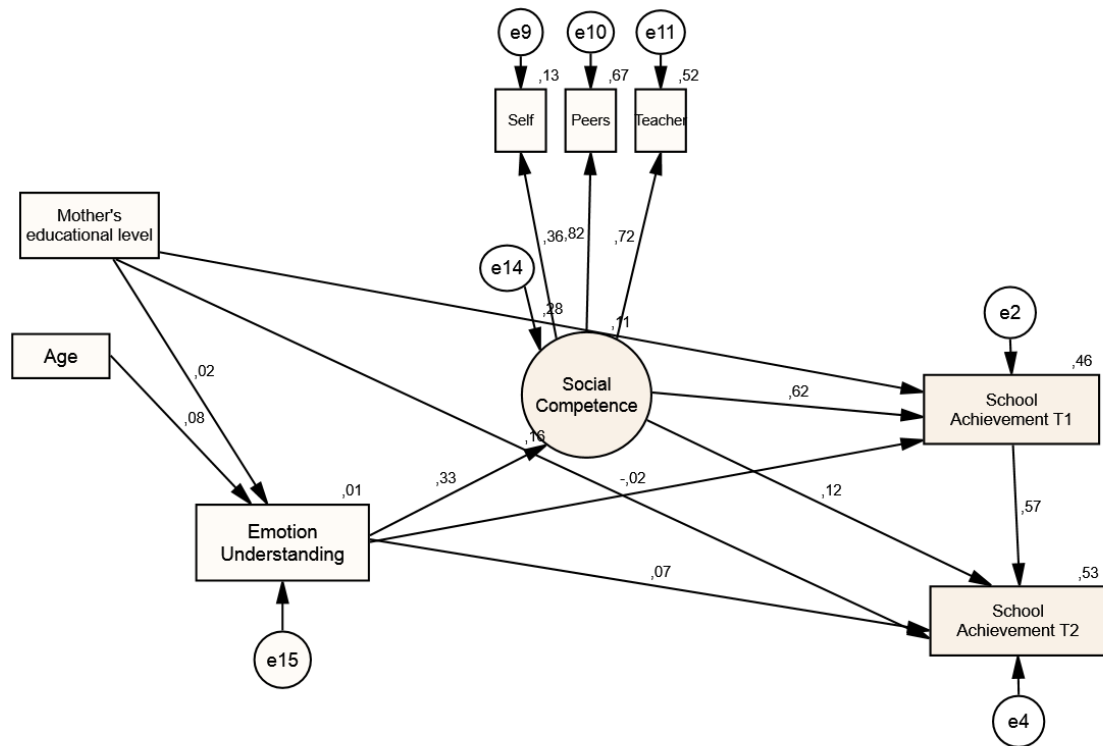 e9
e10
e11
,13
,67
,52
Self
Peers
Teacher
Mother's
educational level
,36
,82
,72
e14
,28
,11
e2
Age
,02
,46
Social
Competence
School
Achievement T1
,62
,08
,16
,33
-,02
,01
,12
,57
Emotion
Understanding
,07
,53
School
Achievement T2
e15
e4